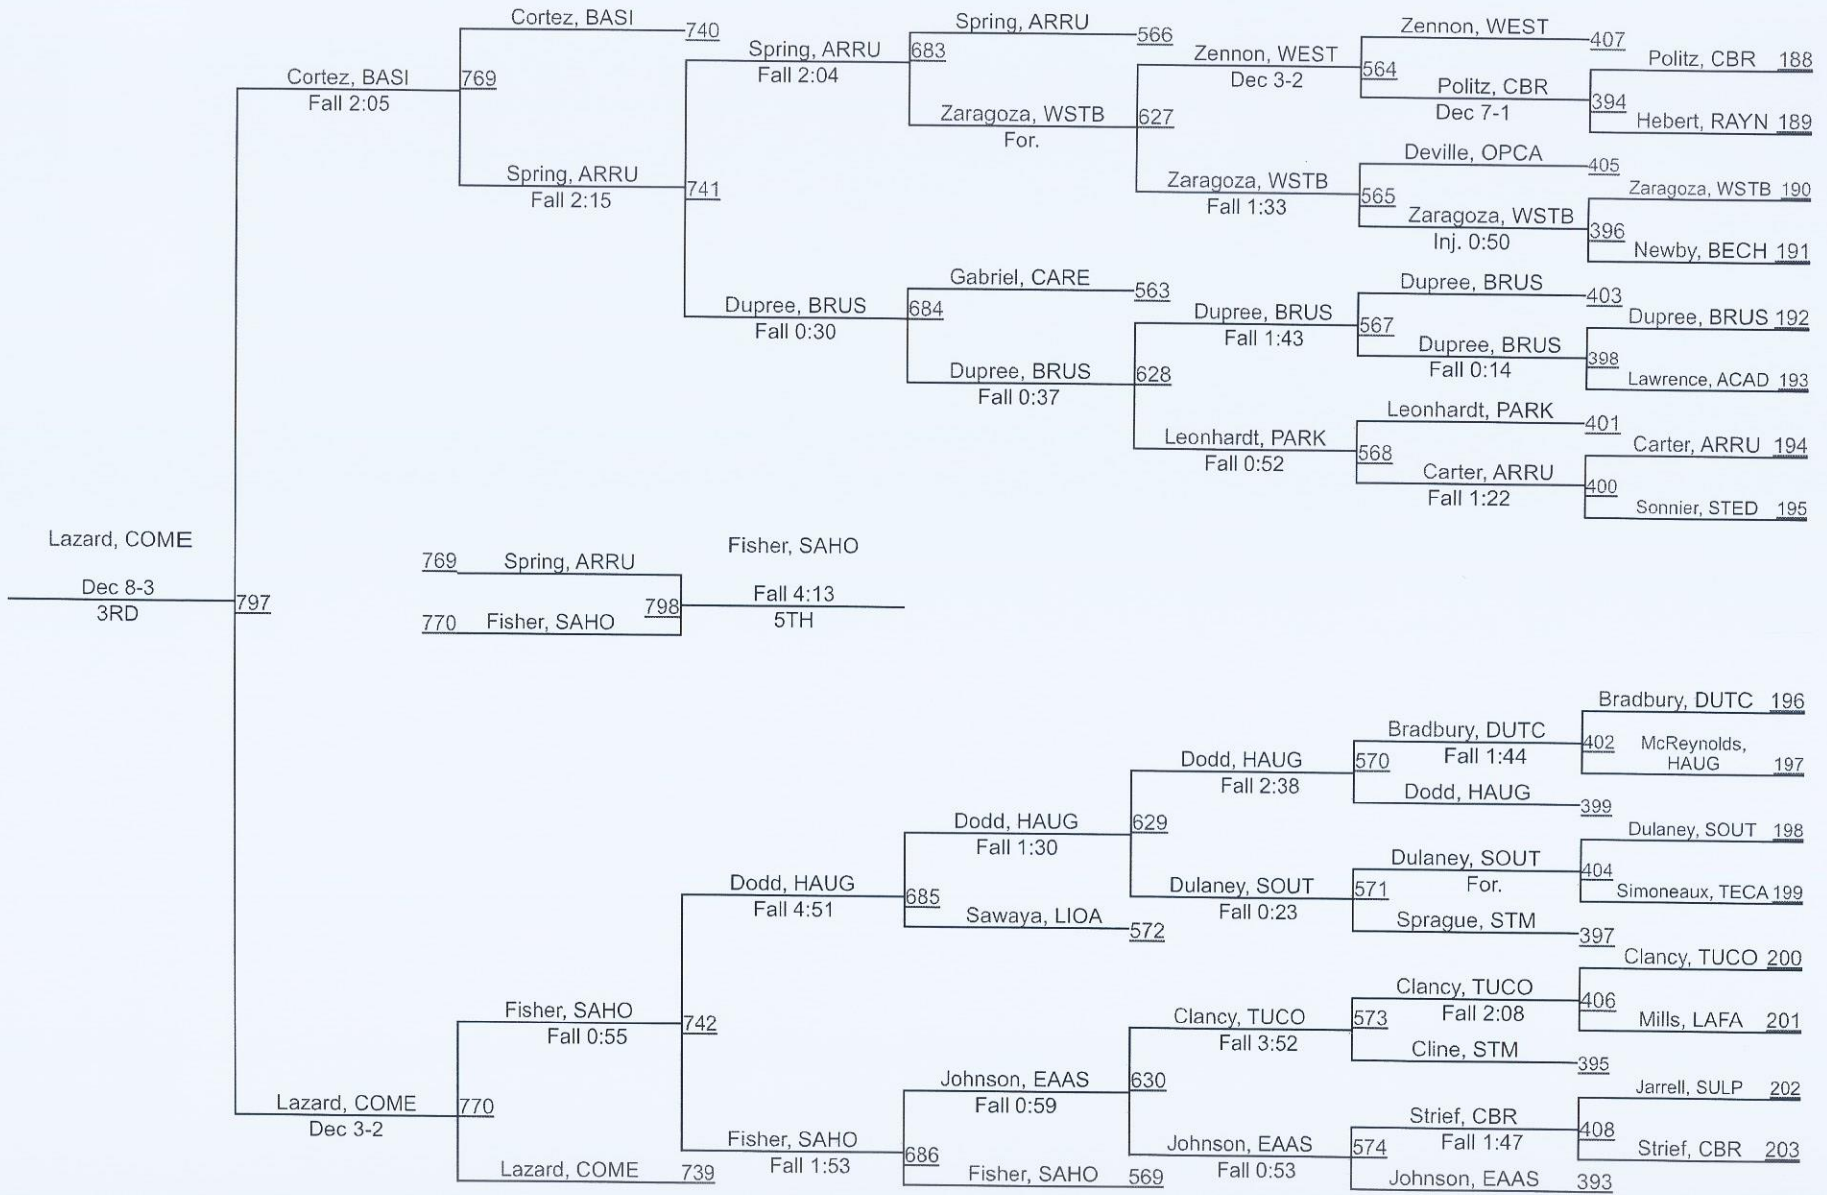 Cortez, BASI
740
Spring, ARRU
566
Zennon, WEST
407
Politz, CBR 188
Cortez, BASI
769
Fall 2:05
Spring, ARRU
683
Fall 2:04
Zennon, WEST
564
Dec 3-2
Politz, CBR
394
Dec 7-1
Hebert, RAYN 189
Zaragoza, WSTB
627
For.
Deville, OPCA
405
Zaragoza, WSTB 190
Spring, ARRU
741
Fall 2:15
Zaragoza, WSTB
565
Fall 1:33
Zaragoza, WSTB
396
Inj. 0:50
Newby, BECH 191
Gabriel, CARE
563
Dupree, BRUS
403
Dupree, BRUS 192
Dupree, BRUS
684
Fall 0:30
Dupree, BRUS
567
Fall 1:43
Dupree, BRUS
398
Fall 0:14
Lawrence, ACAD 193
Dupree, BRUS
628
Fall 0:37
Leonhardt, PARK
401
Carter, ARRU 194
Leonhardt, PARK
568
Fall 0:52
Carter, ARRU
400
Fall 1:22
Sonnier, STED 195
Lazard, COME
Dec 8-3
797
3RD
769 Spring, ARRU
Fisher, SAHO
798
Fall 4:13
5TH
770 Fisher, SAHO
Bradbury, DUTC 196
Bradbury, DUTC
402
Fall 1:44
McReynolds,
HAUG 197
Dodd, HAUG
570
Fall 2:38
Dodd, HAUG
399
Dodd, HAUG
629
Fall 1:30
Dulaney, SOUT 198
Dulaney, SOUT
404
For.
Simoneaux, TECA 199
Dodd, HAUG
685
Fall 4:51
Dulaney, SOUT
571
Fall 0:23
Sprague, STM
397
Sawaya, LIOA
572
Clancy, TUCO 200
Clancy, TUCO
406
Fall 2:08
Mills, LAFA 201
Fisher, SAHO
742
Fall 0:55
Clancy, TUCO
573
Fall 3:52
Cline, STM
395
Johnson, EAAS
630
Fall 0:59
Jarrell, SULP 202
Lazard, COME
770
Dec 3-2
Strief, CBR
408
Fall 1:47
Strief, CBR 203
Fisher, SAHO
686
Fall 1:53
Johnson, EAAS
574
Fall 0:53
Lazard, COME
739
Fisher, SAHO
569
Johnson, EAAS
393